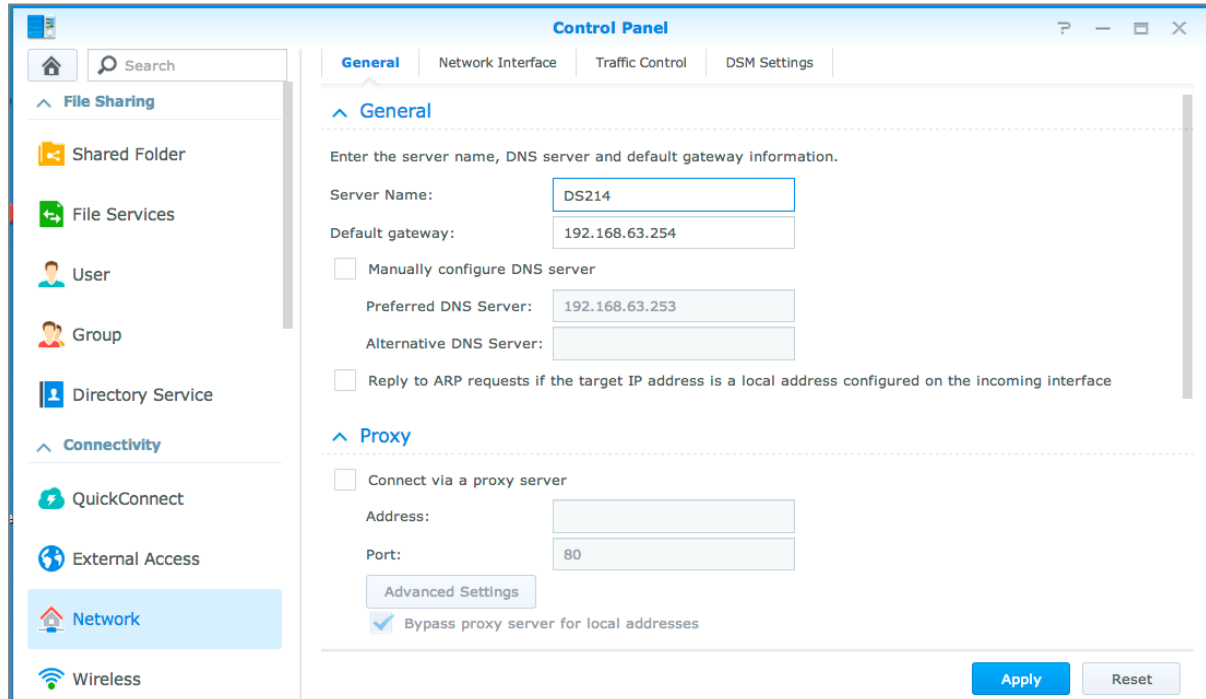 Control Panel
Search
File Sharing
Shared Folder
File Services
User
Group
Directory Service
Connectivity
QuickConnect
External Access
Network
Wireless
General Network Interface Traffic Control DSM Settings
General
Enter the server name, DNS server and default gateway information.
Server Name: DS214
Default gateway: 192.168.63.254
Manually configure DNS server
Preferred DNS Server: 192.168.63.253
Alternative DNS Server:
Reply to ARP requests if the target IP address is a local address configured on the incoming interface
Proxy
Connect via a proxy server
Address:
Port: 80
Advanced Settings
Bypass proxy server for local addresses
Apply Reset